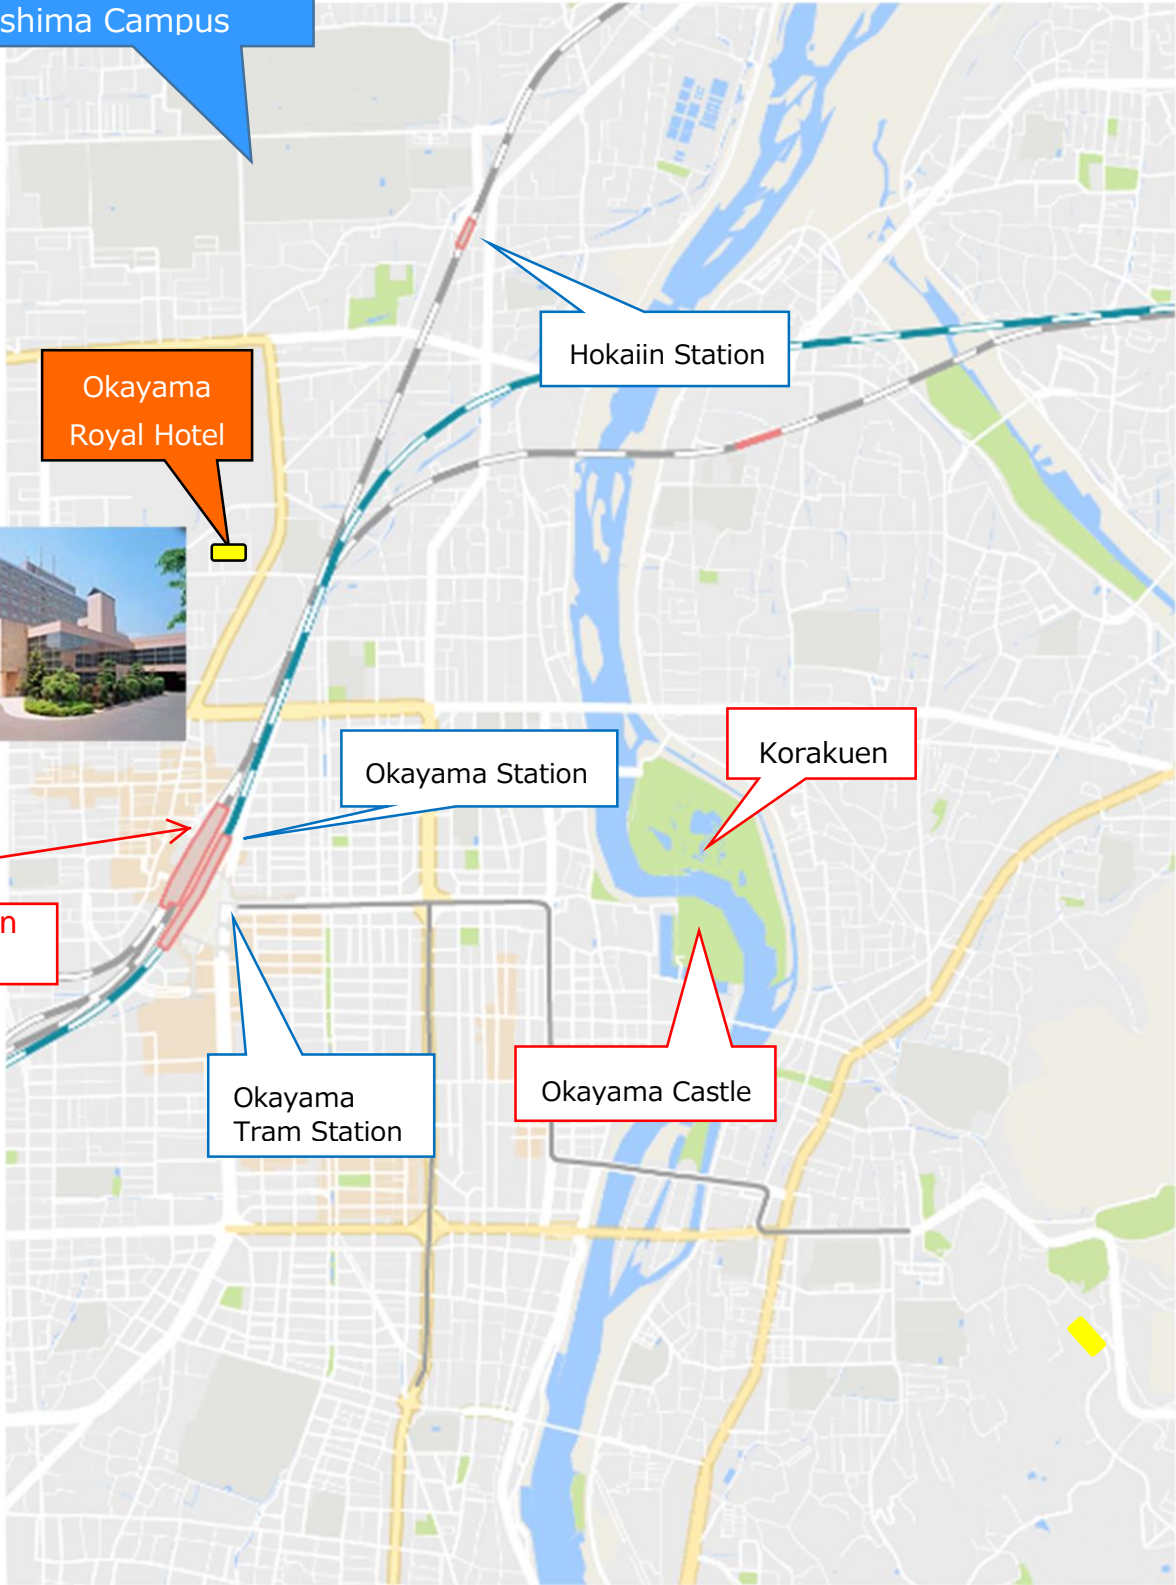 shima Campus
Hokaiin Station
Okayama
Royal Hotel
Korakuen
Okayama Station
n
Okayama Castle
Okayama
Tram Station